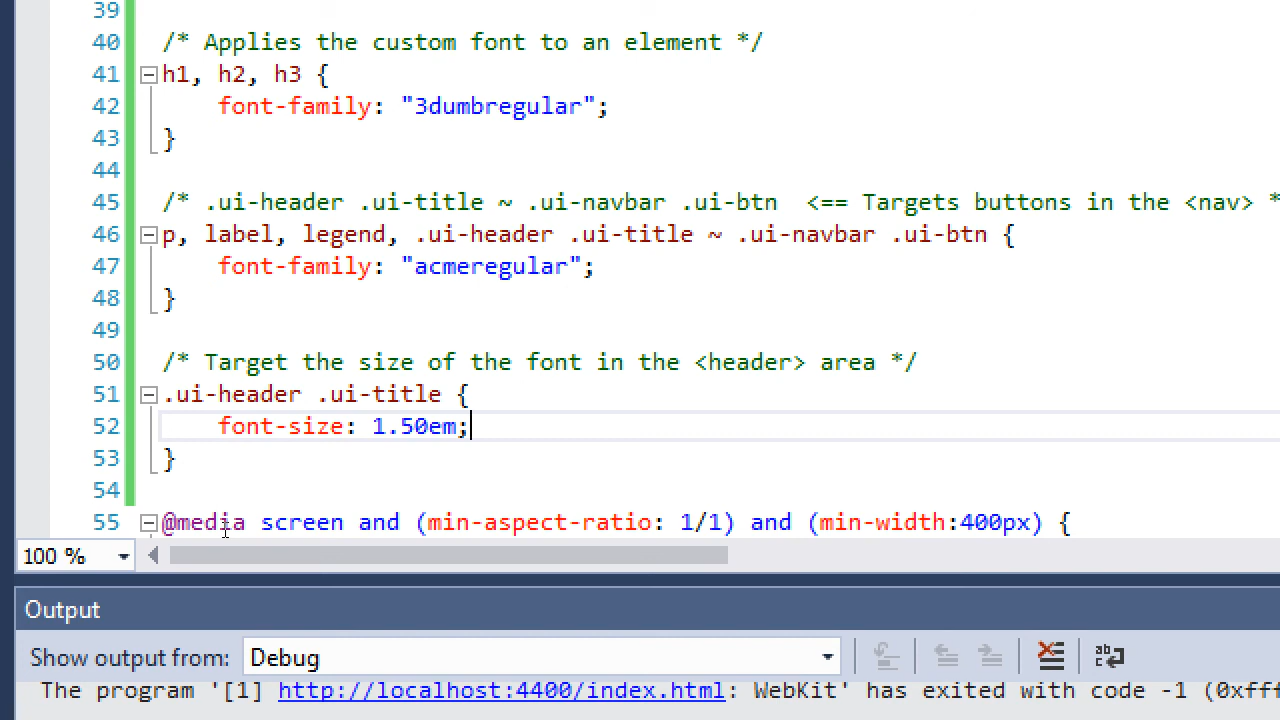 39
40 /* Applies the custom font to an element */
41 h1, h2, h3 {
42 font-family: "3dumbregular";
43 }
44
45 /* .ui-header .ui-title ~ .ui-navbar .ui-btn <== Targets buttons in the <nav> *
46 p, label, legend, .ui-header .ui-title ~ .ui-navbar .ui-btn {
47 font-family: "acmeregular";
48 }
49
50 /* Target the size of the font in the <header> area */
51 .ui-header .ui-title {
52 font-size: 1.50em;
53 }
54
55 @media screen and (min-aspect-ratio: 1/1) and (min-width:400px) {
100 %
Output
Show output from: Debug
The program '[1] http://localhost:4400/index.html: WebKit' has exited with code -1 (0xfff